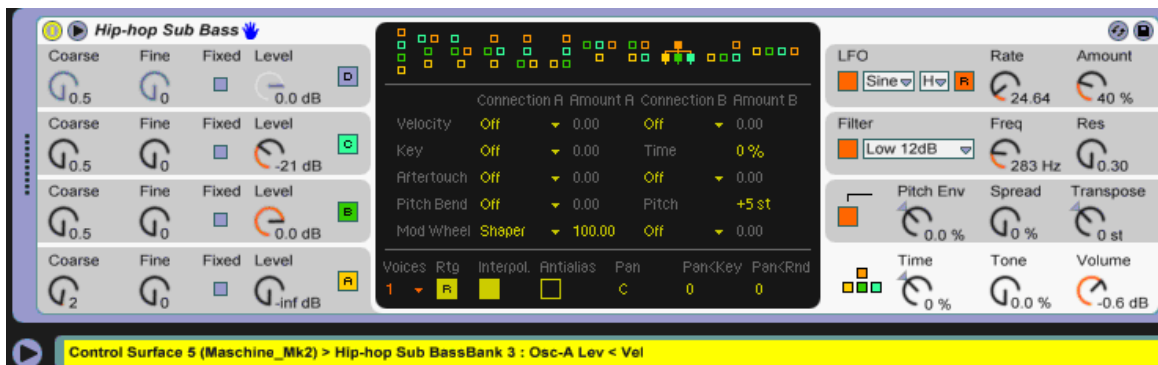 Hip-hop Sub Bass
Coarse Fine Fixed Level
0.5 0 0.0 dB D
Coarse Fine Fixed Level
0.5 0 -21 dB C
Coarse Fine Fixed Level
0.5 0 0.0 dB B
Coarse Fine Fixed Level
2 0 -inf dB A
Connection A Amount A Connection B Amount B
Velocity Off 0.00 Off 0.00
Key Off 0.00 Time 0 %
Aftertouch Off 0.00 Off 0.00
Pitch Bend Off 0.00 Pitch +5 st
Mod Wheel Shaper 100.00 Off 0.00
Voices Rtg Interpol. Antialias Pan Pan<Key Pan<Rnd
1 R C 0 0
LFO Rate Amount
Sine H R 24.64 40 %
Filter Freq Res
Low 12dB 283 Hz 0.30
Pitch Env Spread Transpose
0.0 % 0 % 0 st
Time Tone Volume
0 % 0.0 % -0.6 dB
Control Surface 5 (Maschine_Mk2) > Hip-hop Sub BassBank 3 : Osc-A Lev < Vel